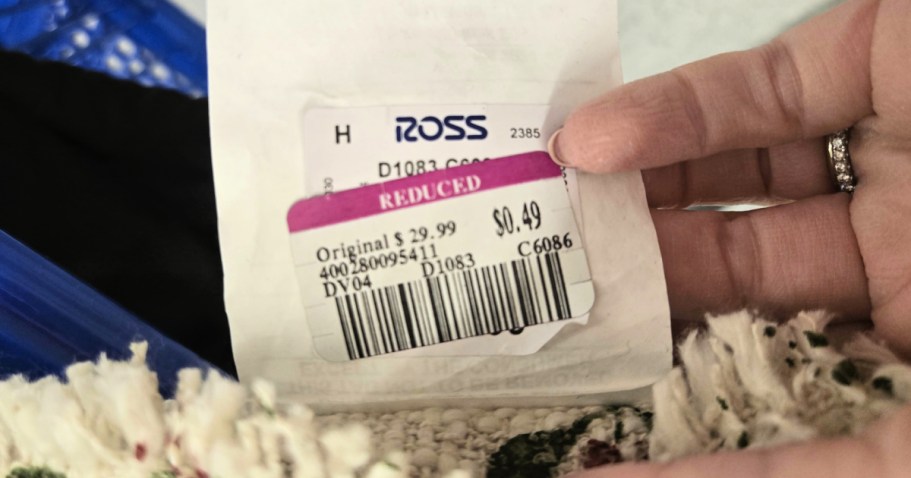 H ROSS 2385
D1083
REDUCED
Original $ 29.99 $0.49
400280095411
DV04 D1083 C6086